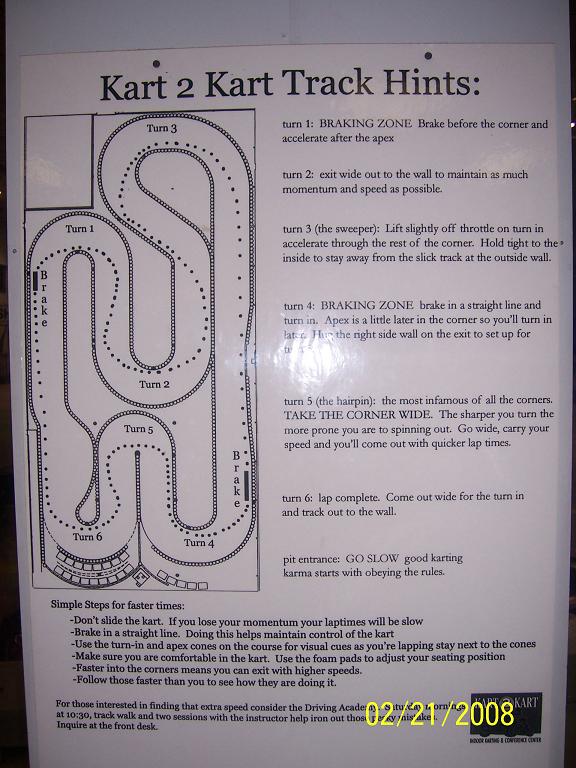 Kart 2 Kart Track Hints:
Turn 3
Turn 1
Brake
Turn 2
Turn 5
Brake
Turn 6
Turn 4
turn 1: BRAKING ZONE Brake before the corner and
accelerate after the apex
turn 2: exit wide out to the wall to maintain as much
momentum and speed as possible.
turn 3 (the sweeper): Lift slightly off throttle on turn in
accelerate through the rest of the corner. Hold tight to the
inside to stay away from the slick track at the outside wall.
turn 4: BRAKING ZONE brake in a straight line and
turn in. Apex is a little later in the corner so you'll turn in
later. Hug the right side wall on the exit to set up for
turn 5 (the hairpin): the most infamous of all the corners.
TAKE THE CORNER WIDE. The sharper you turn the
more prone you are to spinning out. Go wide, carry your
speed and you'll come out with quicker lap times.
turn 6: lap complete. Come out wide for the turn in
and track out to the wall.
pit entrance: GO SLOW good karting
karma starts with obeying the rules.
Simple Steps for faster times:
-Don't slide the kart. If you lose your momentum your laptimes will be slow
-Brake in a straight line. Doing this helps maintain control of the kart
-Use the turn-in and apex cones on the course for visual cues as you're lapping stay next to the cones
-Make sure you are comfortable in the kart. Use the foam pads to adjust your seating position
-Faster into the corners means you can exit with higher speeds.
-Follow those faster than you to see how they are doing it.
For those interested in finding that extra speed consider the Driving Academy
at 10:30, track walk and two sessions with the instructor help iron out those pesky mistakes.
Inquire at the front desk.
KART 2 KART
INDOOR KARTING & CONFERENCE CENTER
02/21/2008